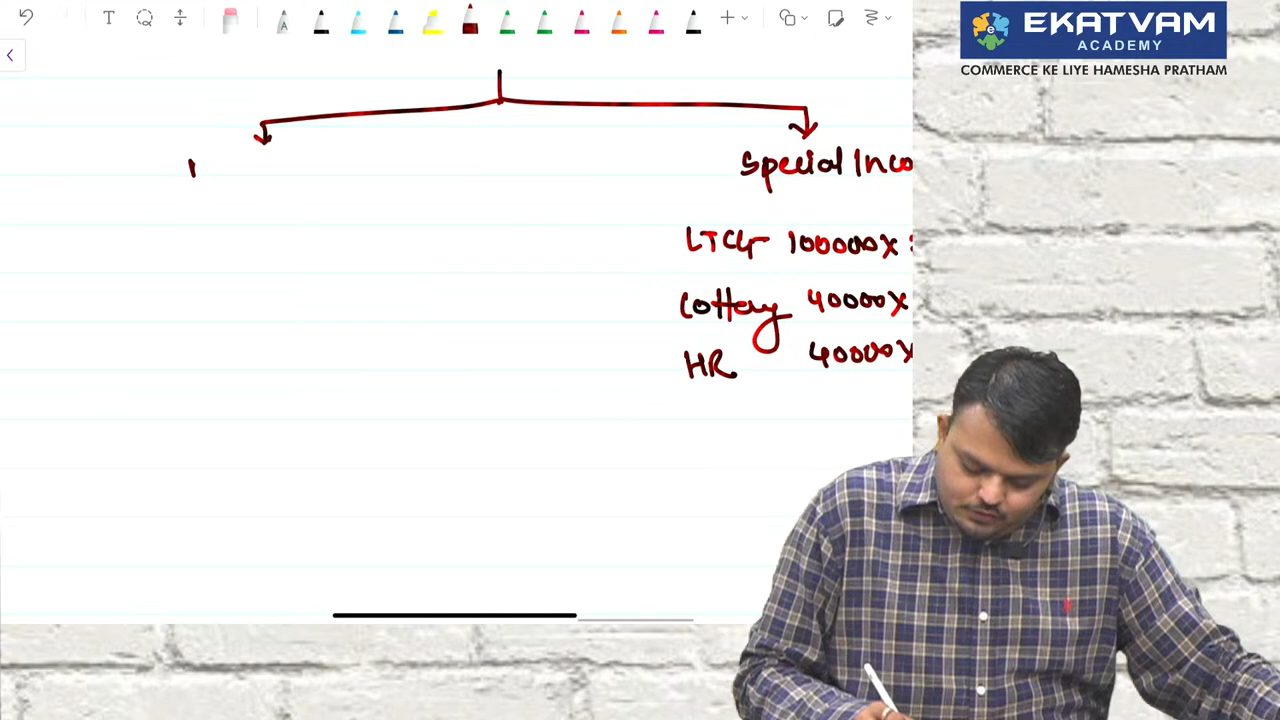 EKATVAM
ACADEMY
COMMERCE KE LIYE HAMESHA PRATHAM
Special Inco
LTCG 100000x
Lottery 40000x
HR 40000x